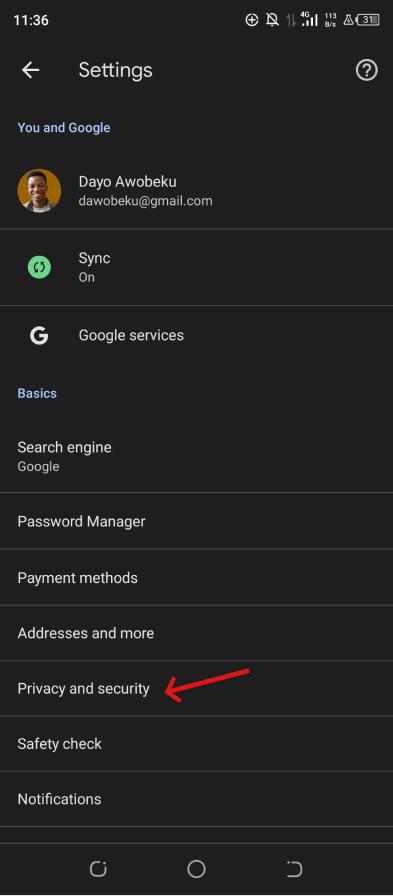 11:36
4G
113
B/s
31
Settings
You and Google
Dayo Awobeku
dawobeku@gmail.com
Sync
On
G
Google services
Basics
Search engine
Google
Password Manager
Payment methods
Addresses and more
Privacy and security
Safety check
Notifications